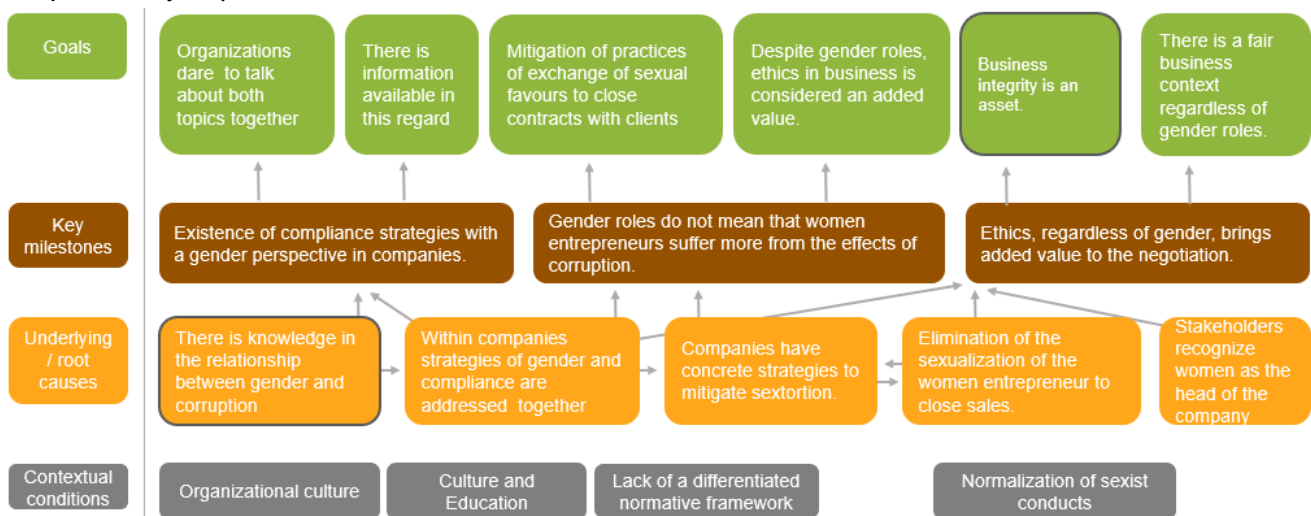 Goals
Organizations
dare to talk
about both
topics together
There is
information
available in
this regard
Mitigation of practices
of exchange of sexual
favours to close
contracts with clients
Despite gender roles,
ethics in business is
considered an added
value.
Business
integrity is an
asset.
There is a fair
business
context
regardless of
gender roles.
Key
milestones
Existence of compliance strategies with
a gender perspective in companies.
Gender roles do not mean that women
entrepreneurs suffer more from the effects of
corruption.
Ethics, regardless of gender, brings
added value to the negotiation.
Underlying
/ root
causes
There is knowledge in
the relationship
between gender and
corruption
Within companies
strategies of gender and
compliance are
addressed together
Companies have
concrete strategies to
mitigate sextortion.
Elimination of the
sexualization of the
women entrepreneur to
close sales.
Stakeholders
recognize
women as the
head of the
company
Contextual
conditions
Organizational culture
Culture and
Education
Lack of a differentiated
normative framework
Normalization of sexist
conducts